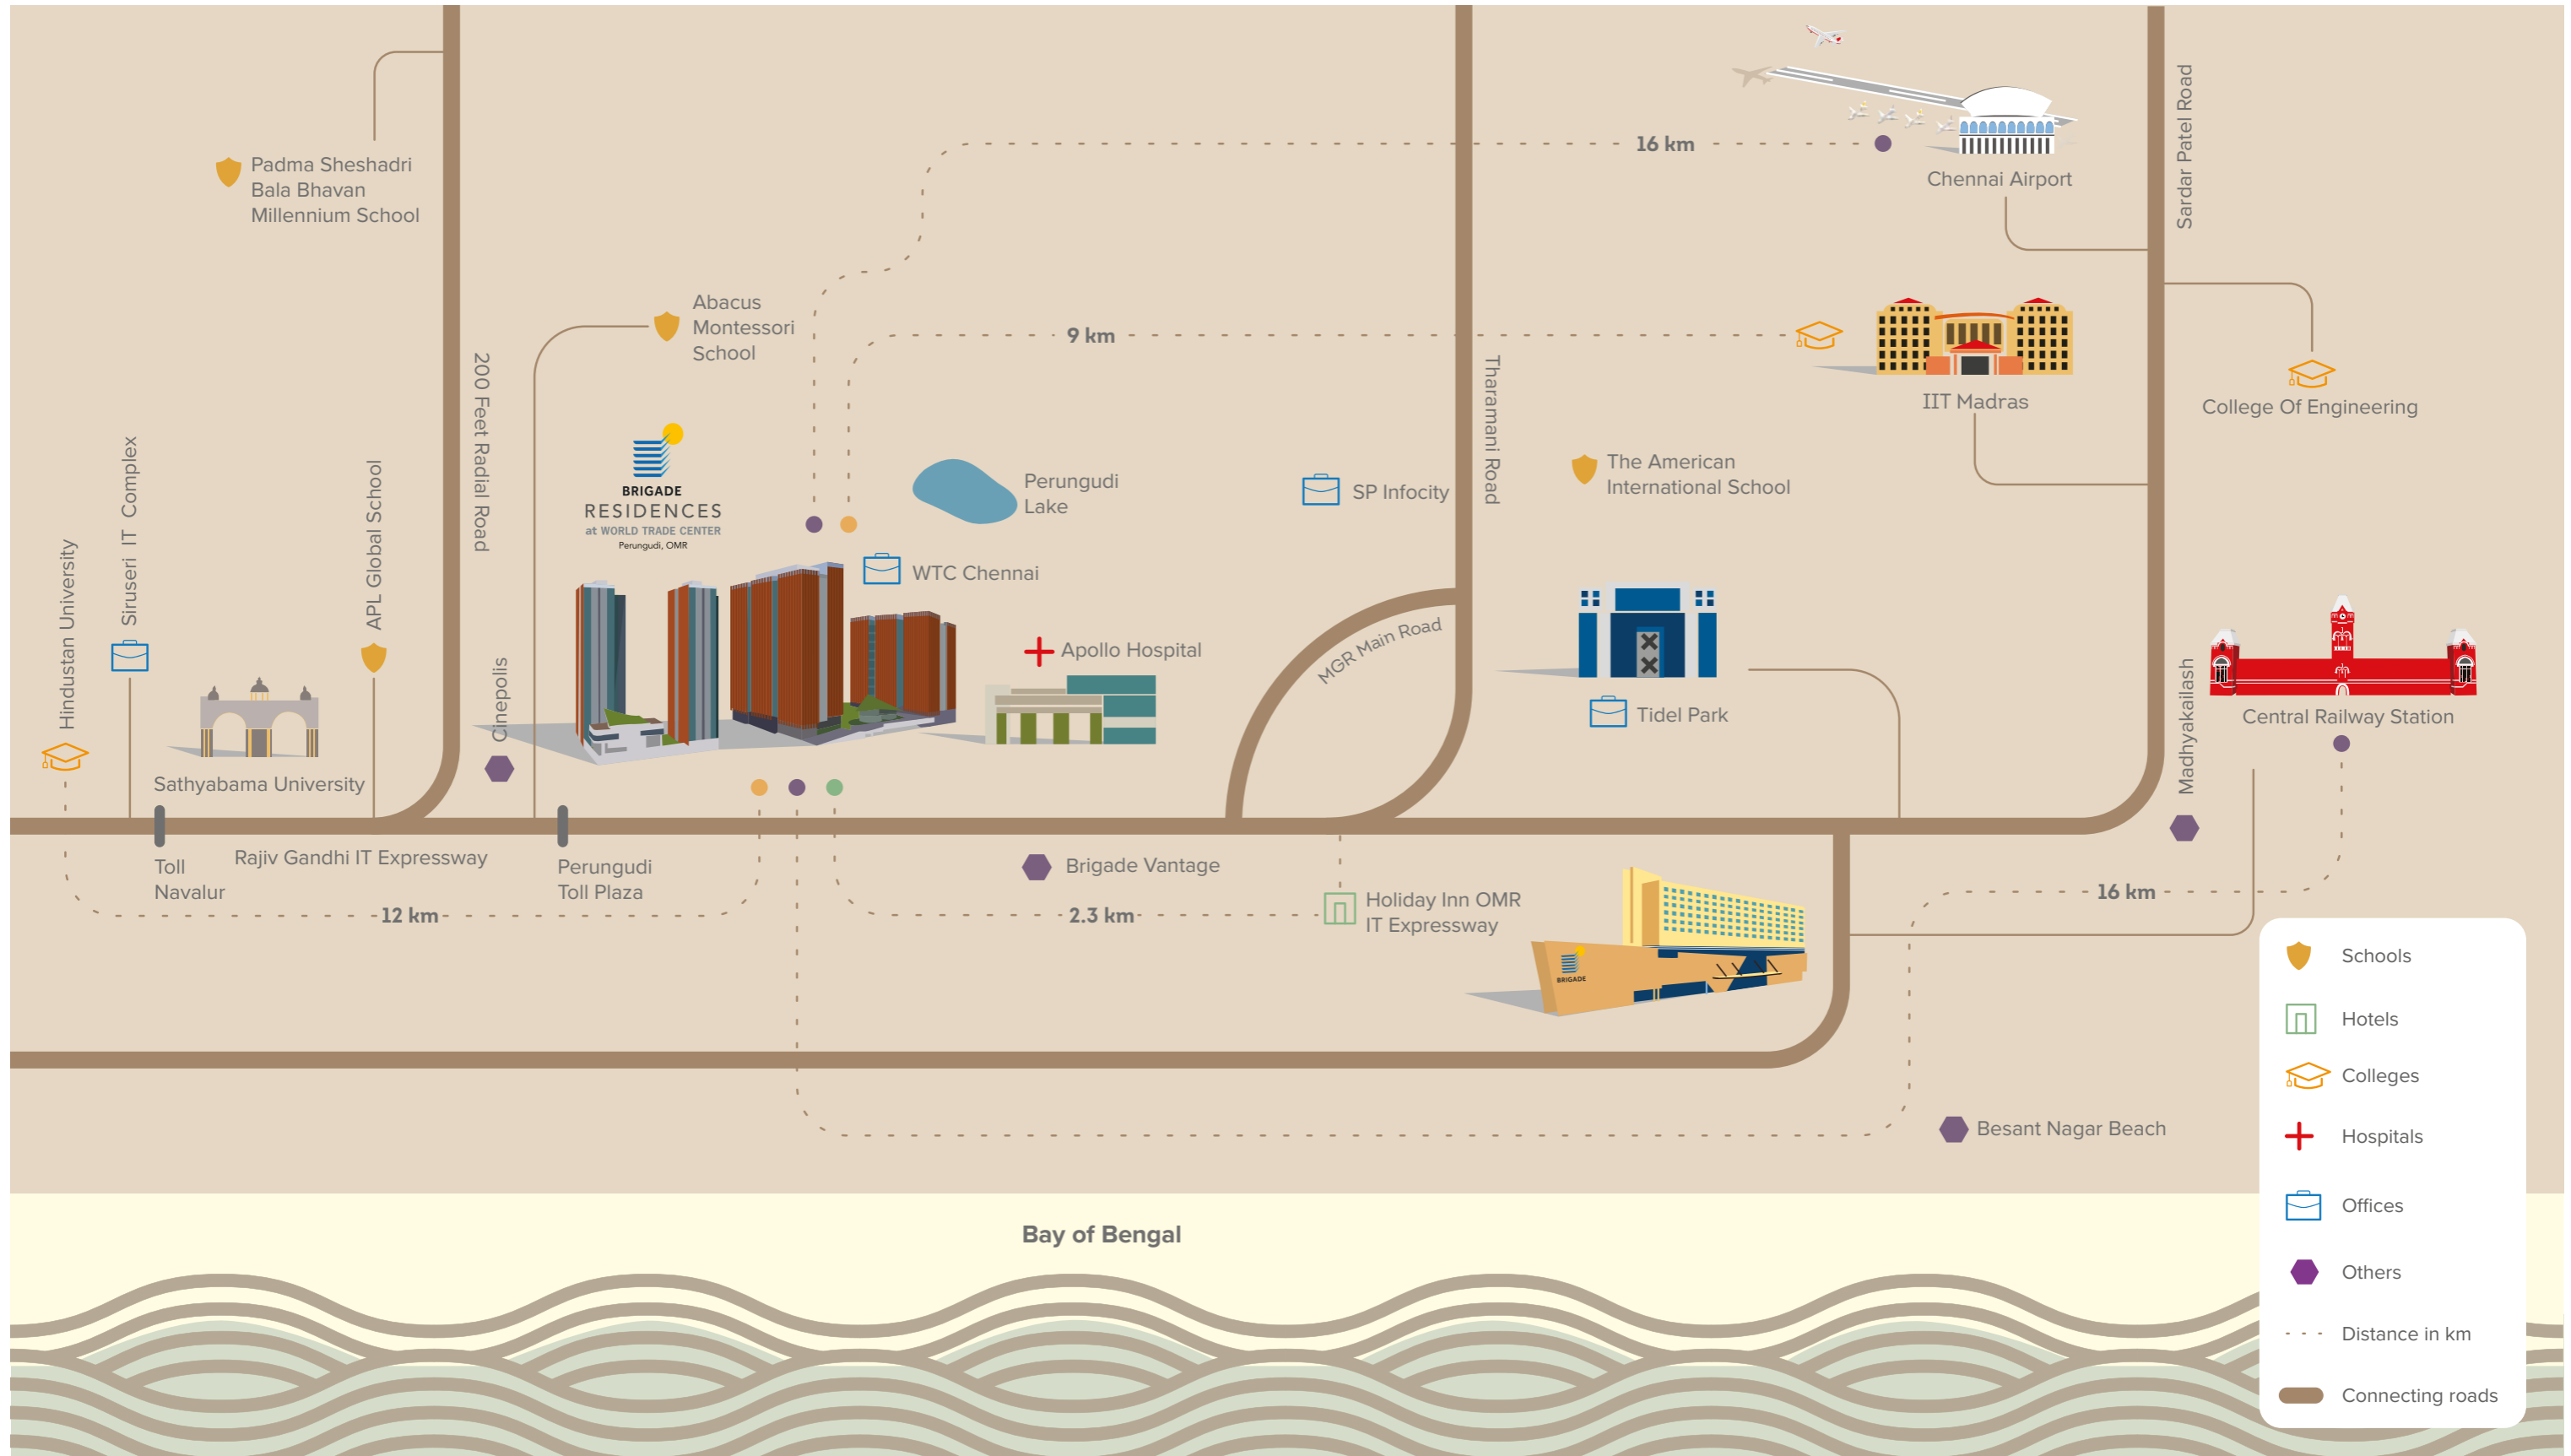 Sardar Patel Road
16 km
Padma Sheshadri
Bala Bhavan
Millennium School
Chennai Airport
Abacus
Montessori
School
9 km
200 Feet Radial Road
Tharamani Road
IIT Madras
College Of Engineering
BRIGADE
RESIDENCES
at WORLD TRADE CENTER
Perungudi, OMR
Perungudi
Lake
SP Infocity
The American
International School
Hindustan University
Siruseri IT Complex
APL Global School
WTC Chennai
Apollo Hospital
MGR Main Road
Cinepolis
Tidel Park
Madhyakailash
Central Railway Station
Sathyabama University
Toll
Navalur
Rajiv Gandhi IT Expressway
Perungudi
Toll Plaza
Brigade Vantage
12 km
2.3 km
Holiday Inn OMR
IT Expressway
16 km
BRIGADE
Besant Nagar Beach
Bay of Bengal
Schools
Hotels
Colleges
Hospitals
Offices
Others
Distance in km
Connecting roads